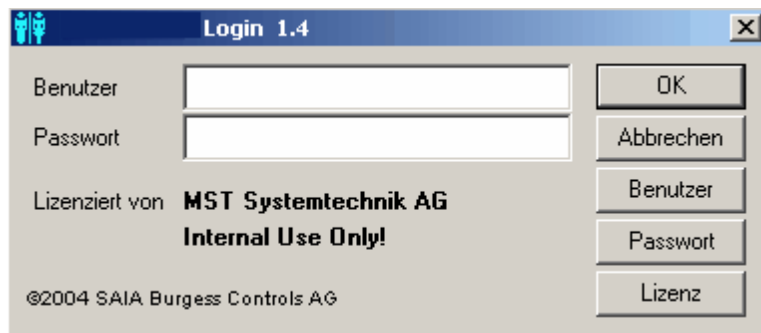 Login 1.4
Benutzer
OK
Passwort
Abbrechen
Benutzer
Lizenziert von MST Systemtechnik AG
Internal Use Only!
Passwort
Lizenz
©2004 SAIA Burgess Controls AG